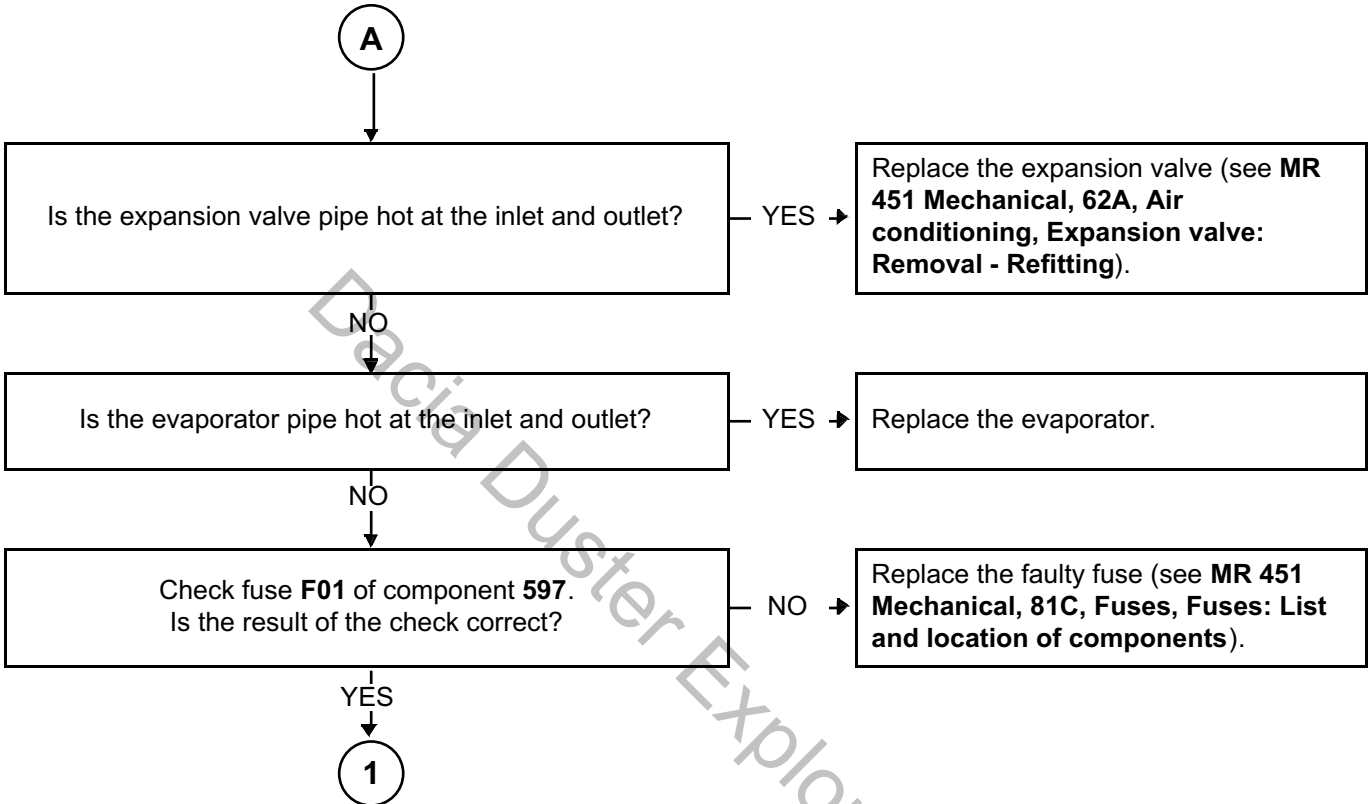 A
Is the expansion valve pipe hot at the inlet and outlet?
YES
Replace the expansion valve (see MR
451 Mechanical, 62A, Air
conditioning, Expansion valve:
Removal - Refitting).
NO
Is the evaporator pipe hot at the inlet and outlet?
YES
Replace the evaporator.
NO
Check fuse F01 of component 597.
Is the result of the check correct?
NO
Replace the faulty fuse (see MR 451
Mechanical, 81C, Fuses, Fuses: List
and location of components).
YES
1
Dacia Duster